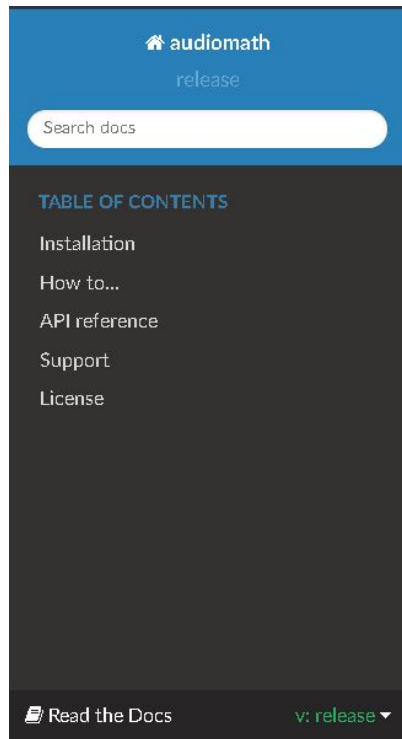 audiomath
release
Search docs
TABLE OF CONTENTS
Installation
How to...
API reference
Support
License
Read the Docs v: release